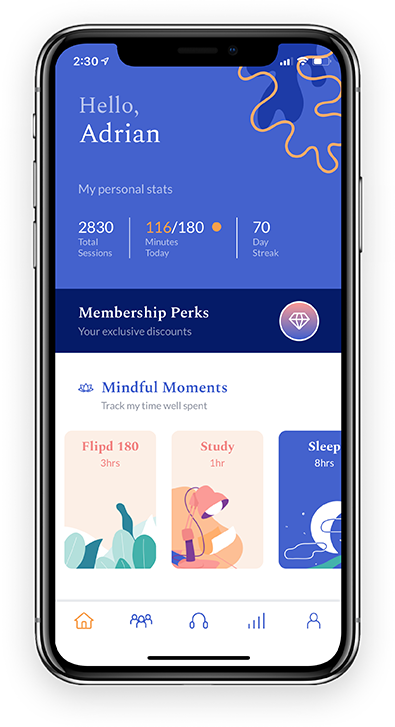 2:30
Hello,
Adrian
My personal stats
2830
Total
Sessions
116/180
Minutes
Today
70
Day
Streak
Membership Perks
Your exclusive discounts
Mindful Moments
Track my time well spent
Flipd 180
3hrs
Study
1hr
Sleep
8hrs